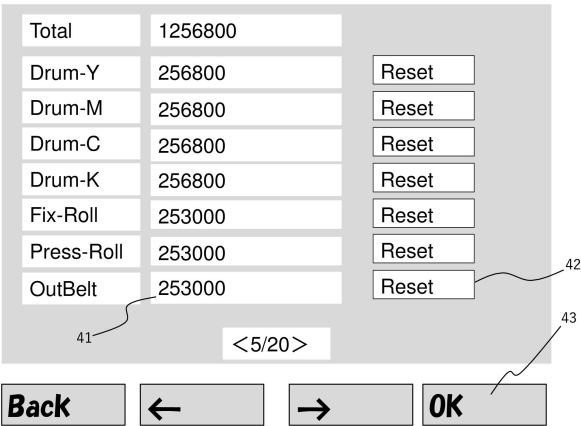 Total 1256800
Drum-Y 256800 Reset
Drum-M 256800 Reset
Drum-C 256800 Reset
Drum-K 256800 Reset
Fix-Roll 253000 Reset
Press-Roll 253000 Reset
OutBelt 253000 Reset
42
41
43
<5/20>
Back ← → OK